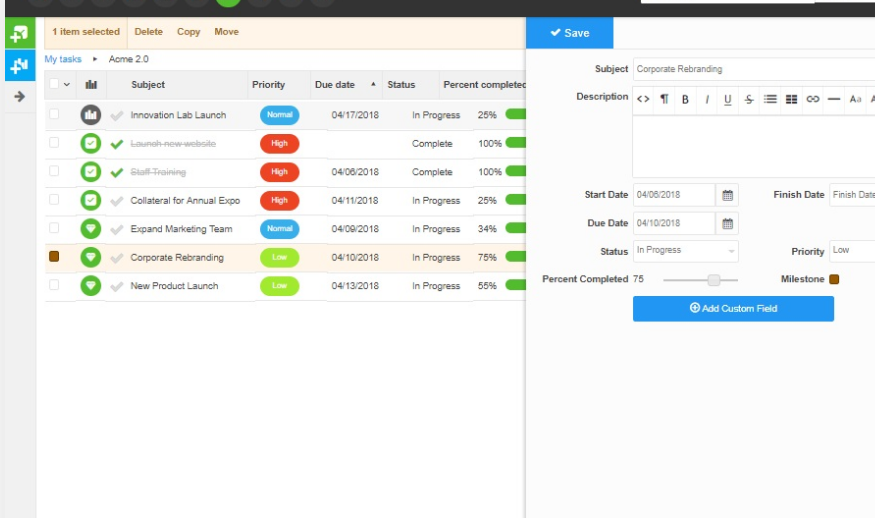 1 item selected Delete Copy Move
Save
My tasks Acme 2.0
Subject Priority Due date Status Percent completed
Innovation Lab Launch Normal 04/17/2018 In Progress 25%
Launch new website High Complete 100%
Staff Training High 04/06/2018 Complete 100%
Collateral for Annual Expo High 04/11/2018 In Progress 25%
Expand Marketing Team Normal 04/09/2018 In Progress 34%
Corporate Rebranding Low 04/10/2018 In Progress 75%
New Product Launch Low 04/13/2018 In Progress 55%
Subject Corporate Rebranding
Description <> ¶ B I U S Aa A
Start Date 04/06/2018 Finish Date Finish Date
Due Date 04/10/2018
Status In Progress Priority Low
Percent Completed 75 Milestone
Add Custom Field